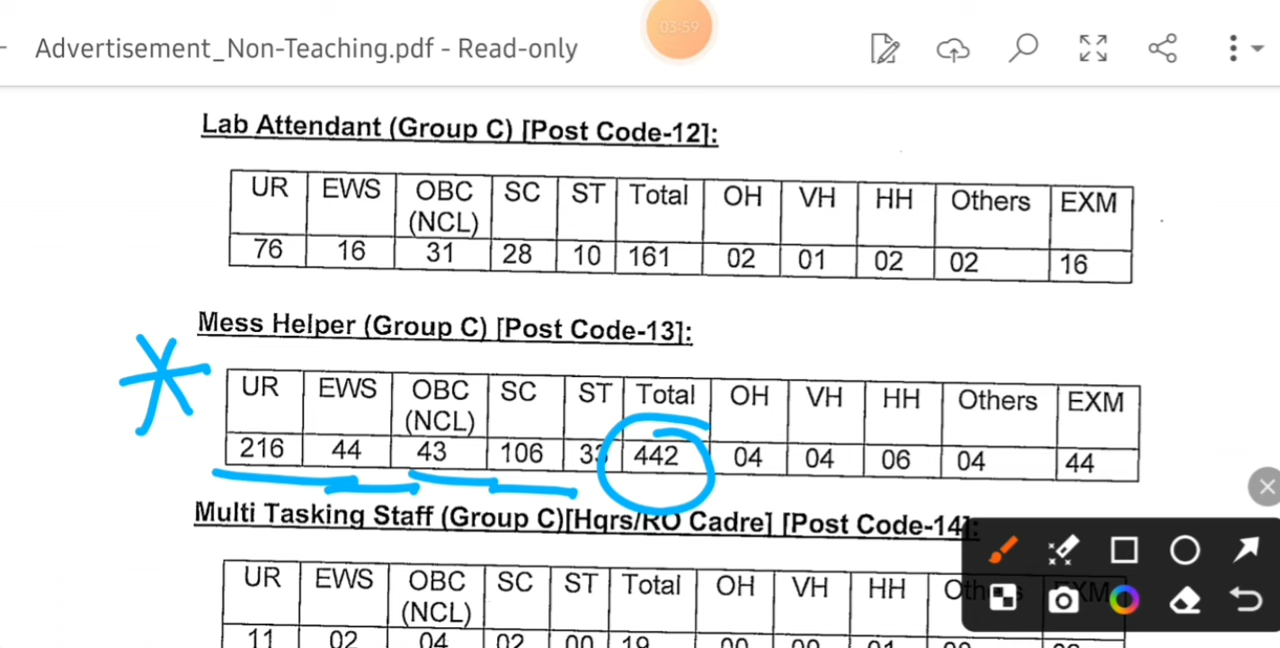 03:59
Advertisement_Non-Teaching.pdf - Read-only
Lab Attendant (Group C) [Post Code-12]:
UR EWS OBC (NCL) SC ST Total OH VH HH Others EXM
76 16 31 28 10 161 02 01 02 02 16
Mess Helper (Group C) [Post Code-13]:
UR EWS OBC (NCL) SC ST Total OH VH HH Others EXM
216 44 43 106 33 442 04 04 06 04 44
Multi Tasking Staff (Group C)[Hqrs/RO Cadre] [Post Code-14]:
UR EWS OBC (NCL) SC ST Total OH VH HH
11 02 04 02 00 19 00 00 01